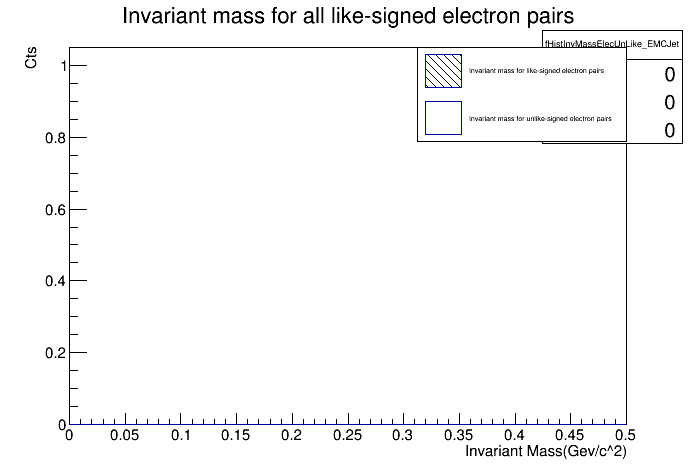 Invariant mass for all like-signed electron pairs
Cts
fHistInvMassElecUnLike_EMCJet
0
0
0
Invariant mass for like-signed electron pairs
Invariant mass for unlike-signed electron pairs
1
0.8
0.6
0.4
0.2
0
0 0.05 0.1 0.15 0.2 0.25 0.3 0.35 0.4 0.45 0.5
Invariant Mass(Gev/c^2)